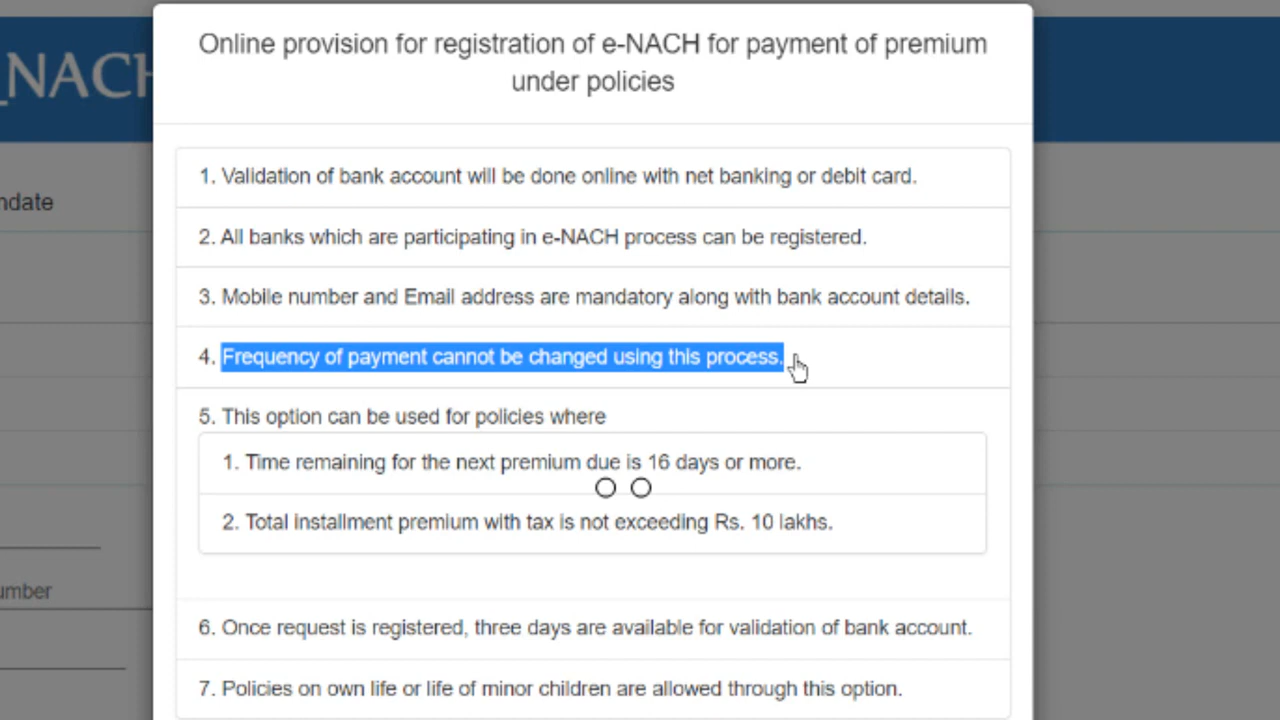 _NACH
Online provision for registration of e-NACH for payment of premium
under policies
ndate
1. Validation of bank account will be done online with net banking or debit card.
2. All banks which are participating in e-NACH process can be registered.
3. Mobile number and Email address are mandatory along with bank account details.
4. Frequency of payment cannot be changed using this process.
5. This option can be used for policies where
1. Time remaining for the next premium due is 16 days or more.
2. Total installment premium with tax is not exceeding Rs. 10 lakhs.
umber
6. Once request is registered, three days are available for validation of bank account.
7. Policies on own life or life of minor children are allowed through this option.